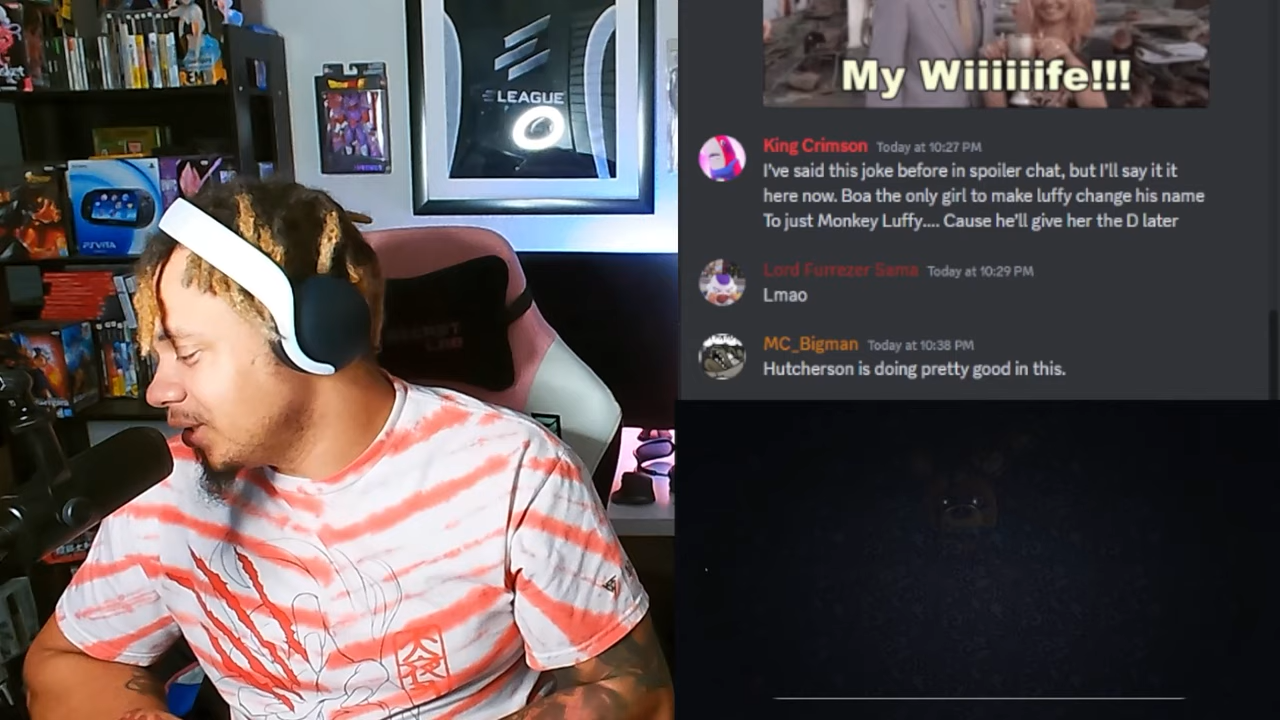 My Wiiiiiife!!!
King Crimson Today at 10:27 PM
I've said this joke before in spoiler chat, but I'll say it it
here now. Boa the only girl to make luffy change his name
To just Monkey Luffy.... Cause he'll give her the D later
Lord Furrezer Sama Today at 10:29 PM
Lmao
MC_Bigman Today at 10:38 PM
Hutcherson is doing pretty good in this.
LEAGUE
PSVITA